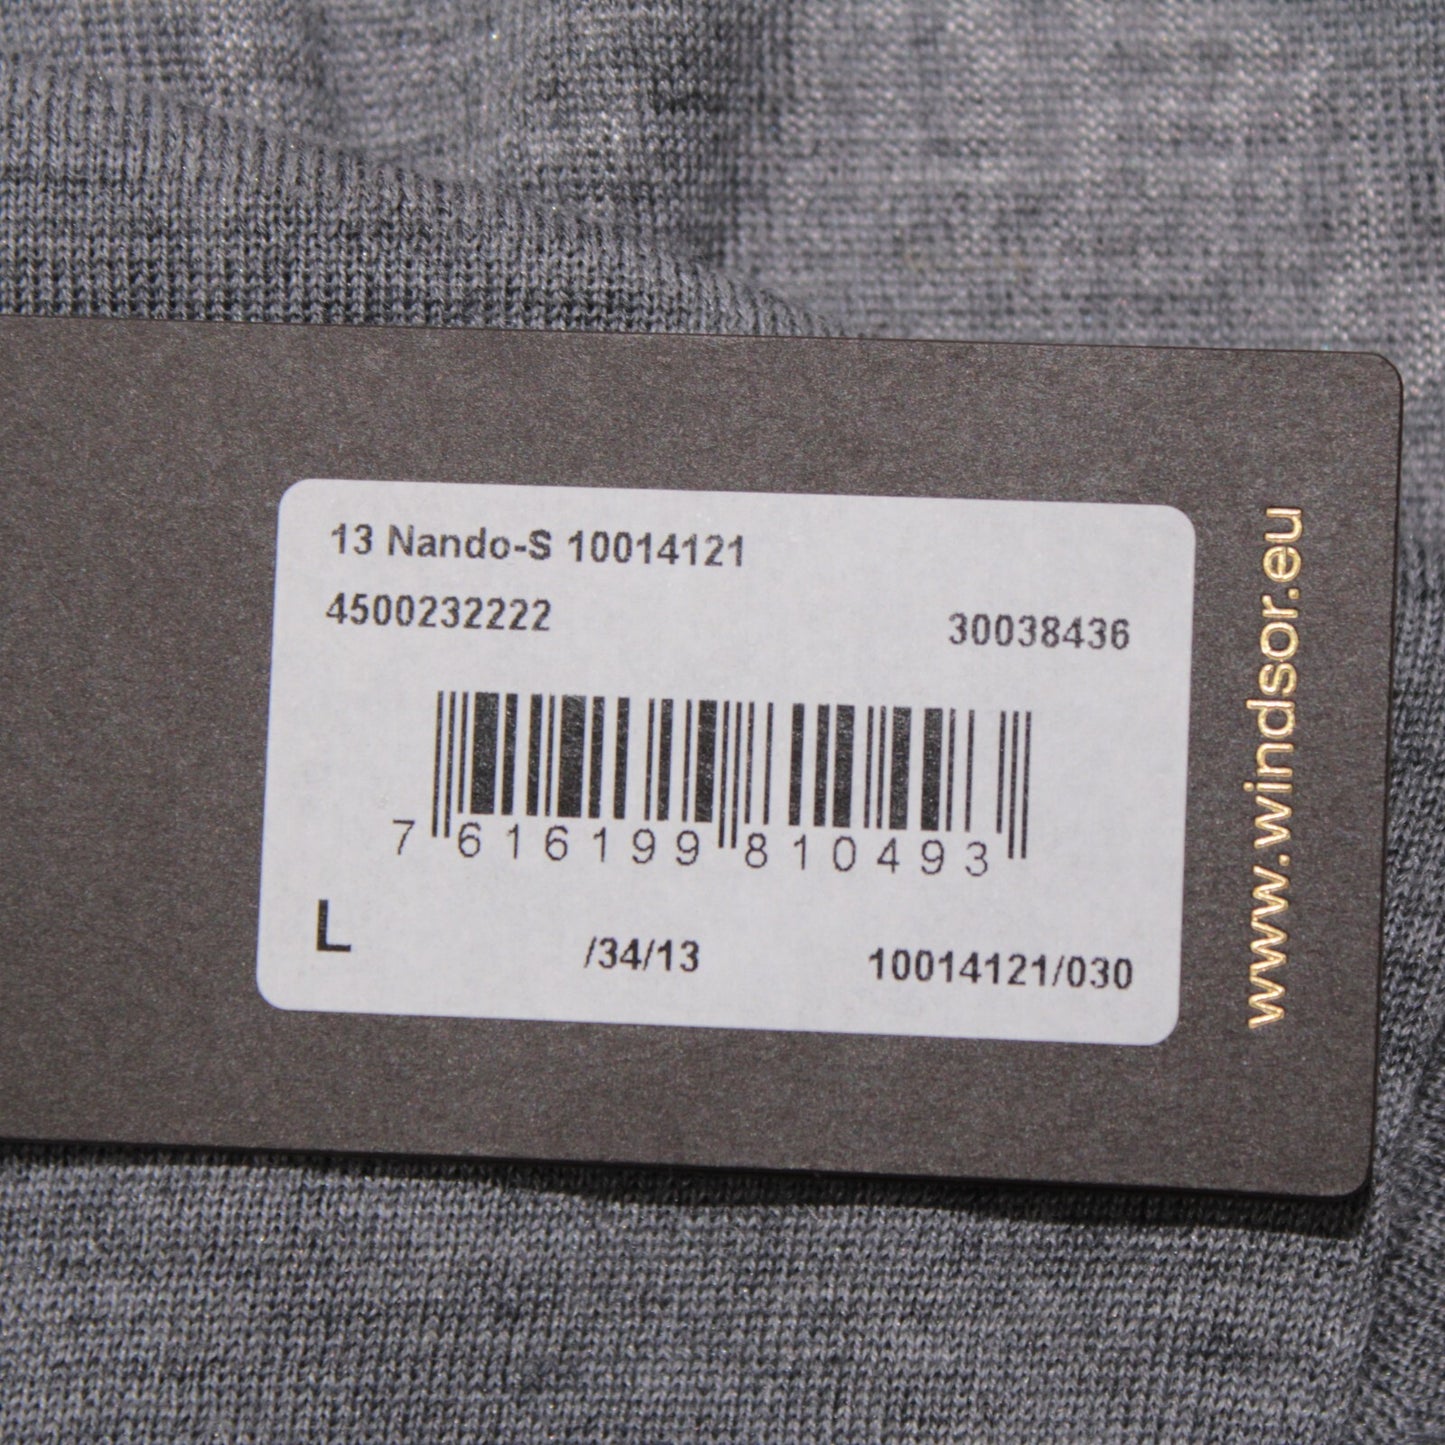 13 Nando-S 10014121
4500232222 30038436
7 616199 810493
L /34/13 10014121/030
www.windsor.eu